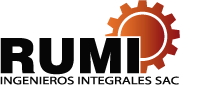 RUMI
INGENIEROS INTEGRALES SAC